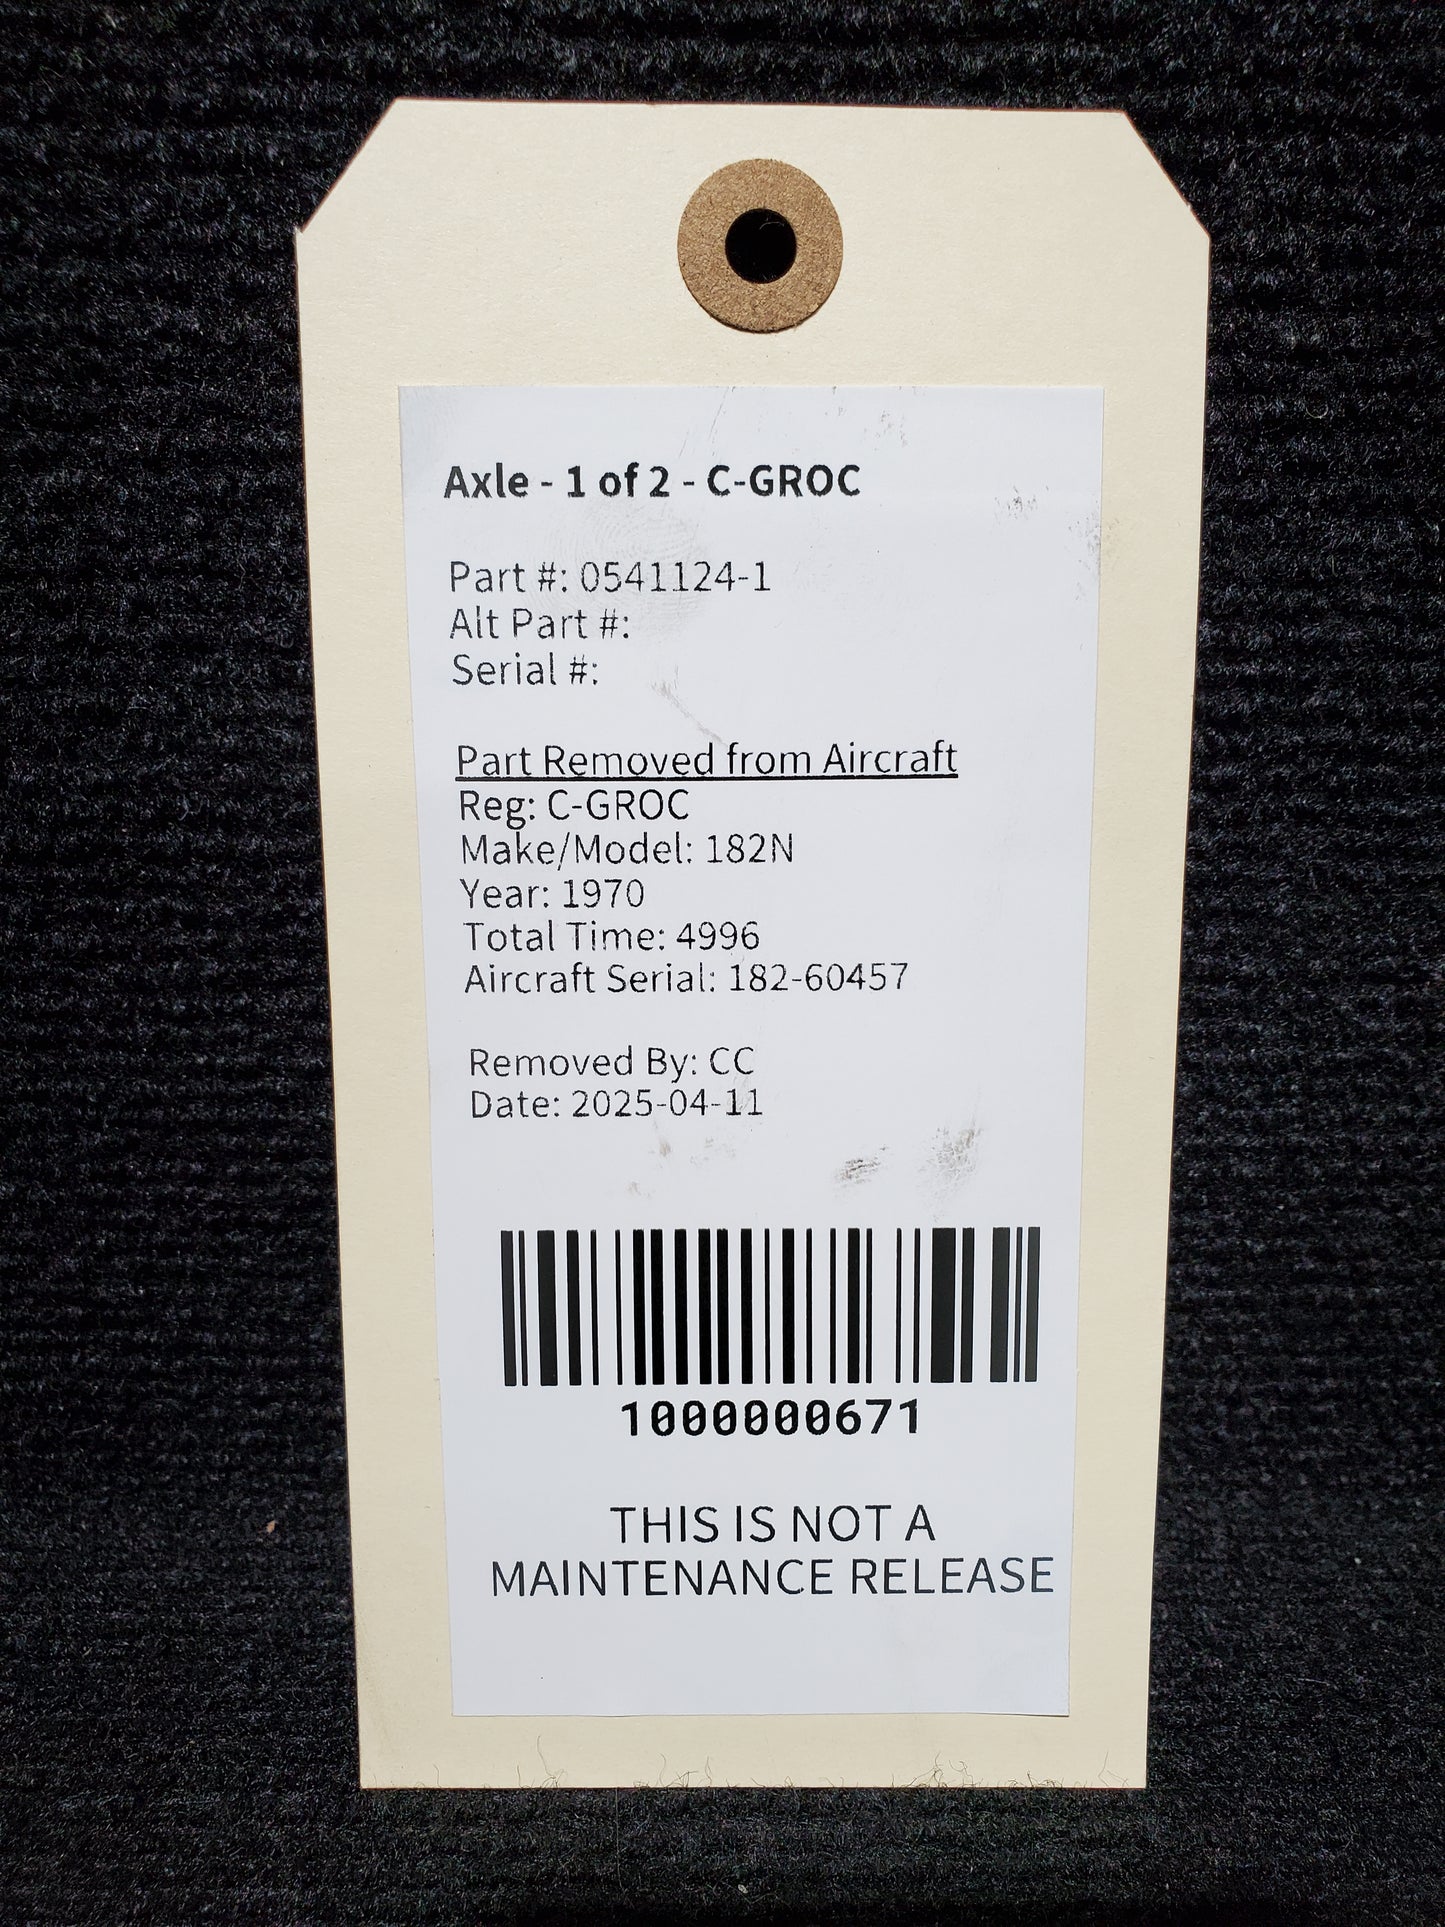 Axle - 1 of 2 - C-GROC
Part #: 0541124-1
Alt Part #:
Serial #:
Part Removed from Aircraft
Reg: C-GROC
Make/Model: 182N
Year: 1970
Total Time: 4996
Aircraft Serial: 182-60457
Removed By: CC
Date: 2025-04-11
1000000671
THIS IS NOT A
MAINTENANCE RELEASE